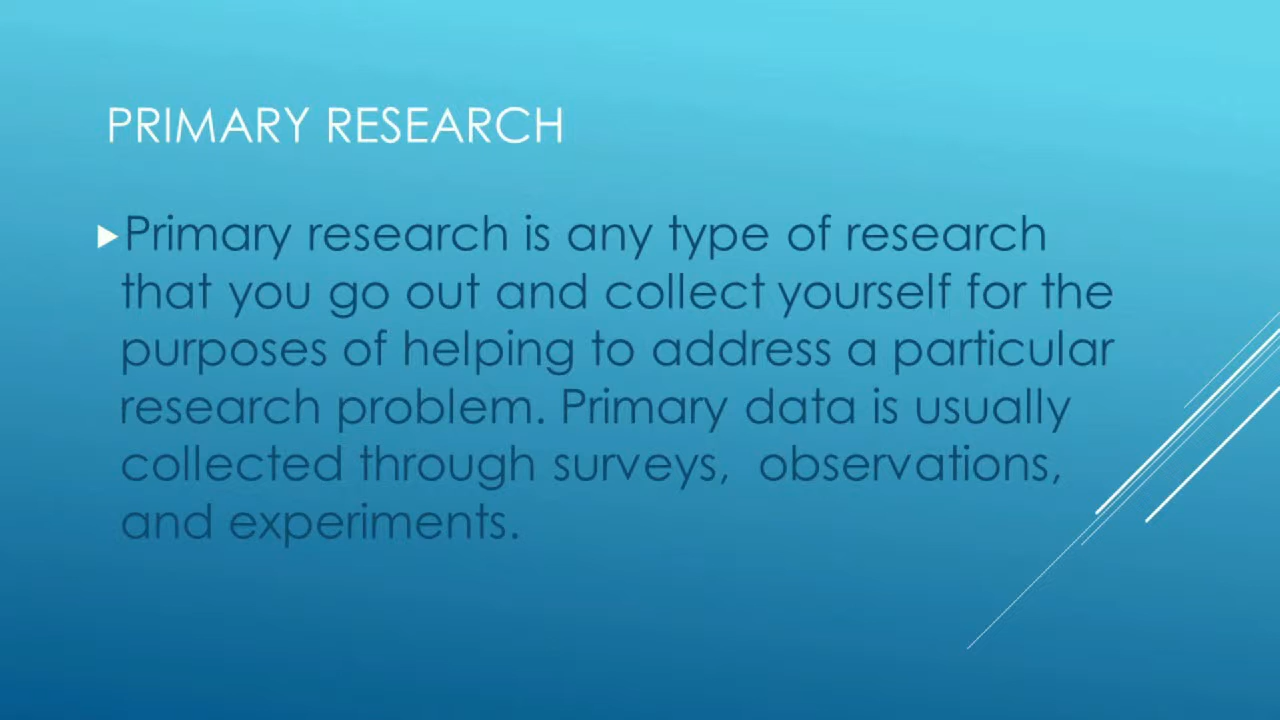 PRIMARY RESEARCH
Primary research is any type of research
that you go out and collect yourself for the
purposes of helping to address a particular
research problem. Primary data is usually
collected through surveys,  observations,
and experiments.